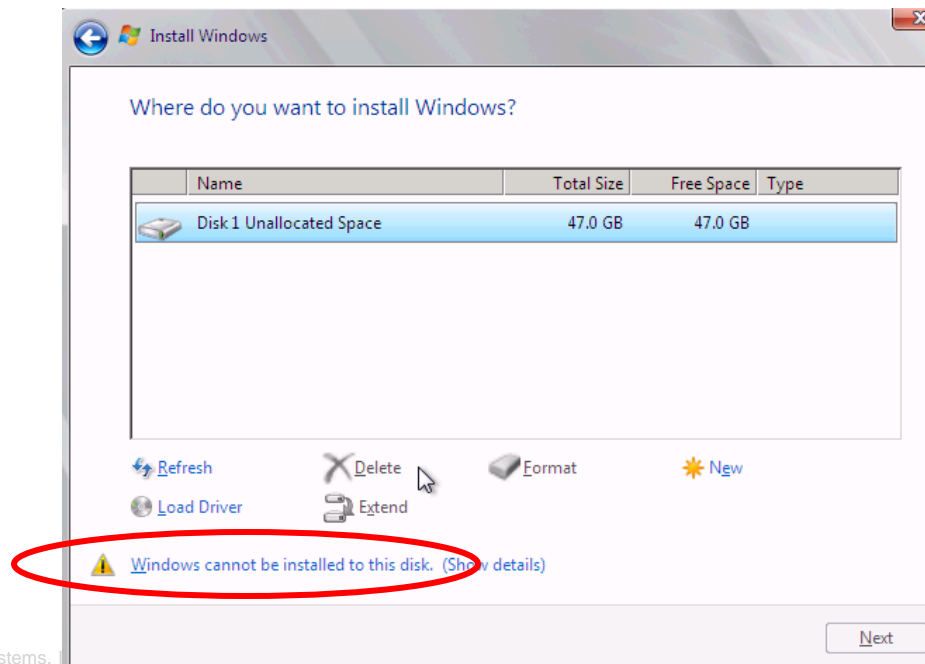 Install Windows
Where do you want to install Windows?
Name Total Size Free Space Type
Disk 1 Unallocated Space 47.0 GB 47.0 GB
Refresh Delete Format New
Load Driver Extend
Windows cannot be installed to this disk. (Show details)
Next
stems.